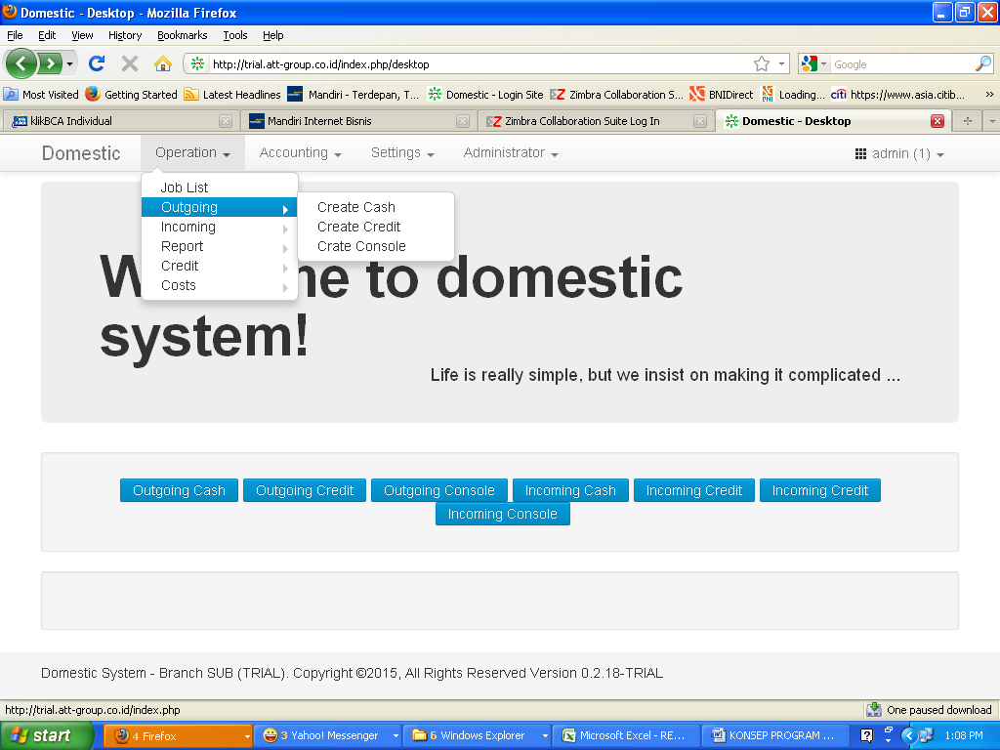 Domestic - Desktop - Mozilla Firefox
File Edit View History Bookmarks Tools Help
http://trial.att-group.co.id/index.php/desktop
Google
Most Visited Getting Started Latest Headlines Mandiri - Terdepan, T... Domestic - Login Site Zimbra Collaboration S... BNIDirect Loading... citi https://www.asia.citib... »
klikBCA Individual Mandiri Internet Bisnis Zimbra Collaboration Suite Log In Domestic - Desktop
Domestic Operation Accounting Settings Administrator admin (1)
Job List
Outgoing
Incoming
Report
Credit
Costs
Create Cash
Create Credit
Crate Console
me to domestic
system!
Life is really simple, but we insist on making it complicated ...
Outgoing Cash Outgoing Credit Outgoing Console Incoming Cash Incoming Credit Incoming Credit
Incoming Console
Domestic System - Branch SUB (TRIAL). Copyright ©2015, All Rights Reserved Version 0.2.18-TRIAL
http://trial.att-group.co.id/index.php
One paused download
start 4 Firefox 3 Yahoo! Messenger 6 Windows Explorer Microsoft Excel - RE... KONSEP PROGRAM ... 1:08 PM